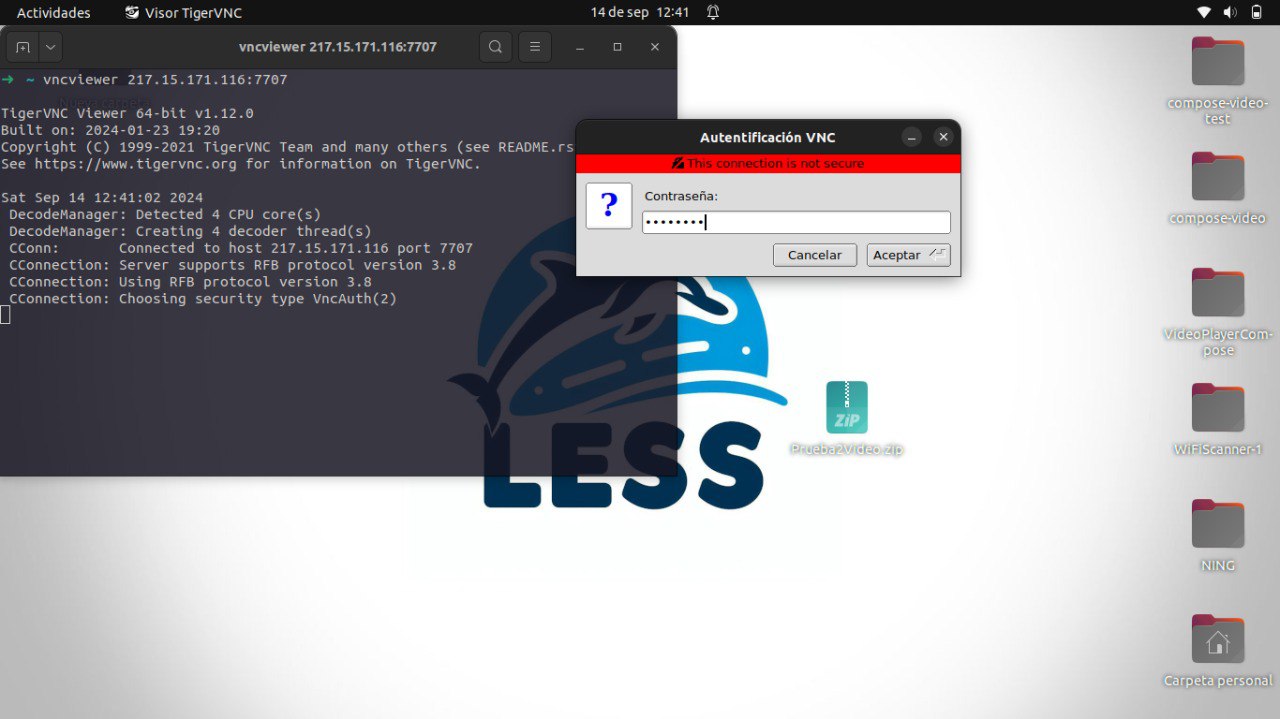 Actividades
Visor TigerVNC
14 de sep 12:41
vncviewer 217.15.171.116:7707
→ ~ vncviewer 217.15.171.116:7707
TigerVNC Viewer 64-bit v1.12.0
Built on: 2024-01-23 19:20
Copyright (C) 1999-2021 TigerVNC Team and many others (see README.rs
See https://www.tigervnc.org for information on TigerVNC.
Sat Sep 14 12:41:02 2024
DecodeManager: Detected 4 CPU core(s)
DecodeManager: Creating 4 decoder thread(s)
CConn: Connected to host 217.15.171.116 port 7707
CConnection: Server supports RFB protocol version 3.8
CConnection: Using RFB protocol version 3.8
CConnection: Choosing security type VncAuth(2)
Autentificación VNC
This connection is not secure
?
Contraseña:
••••••••
Cancelar
Aceptar
LESS
ZIP
Prueba2Video.zip
compose-video-
test
compose-video
VideoPlayerCom-
pose
WiFiScanner-1
NING
Carpeta personal